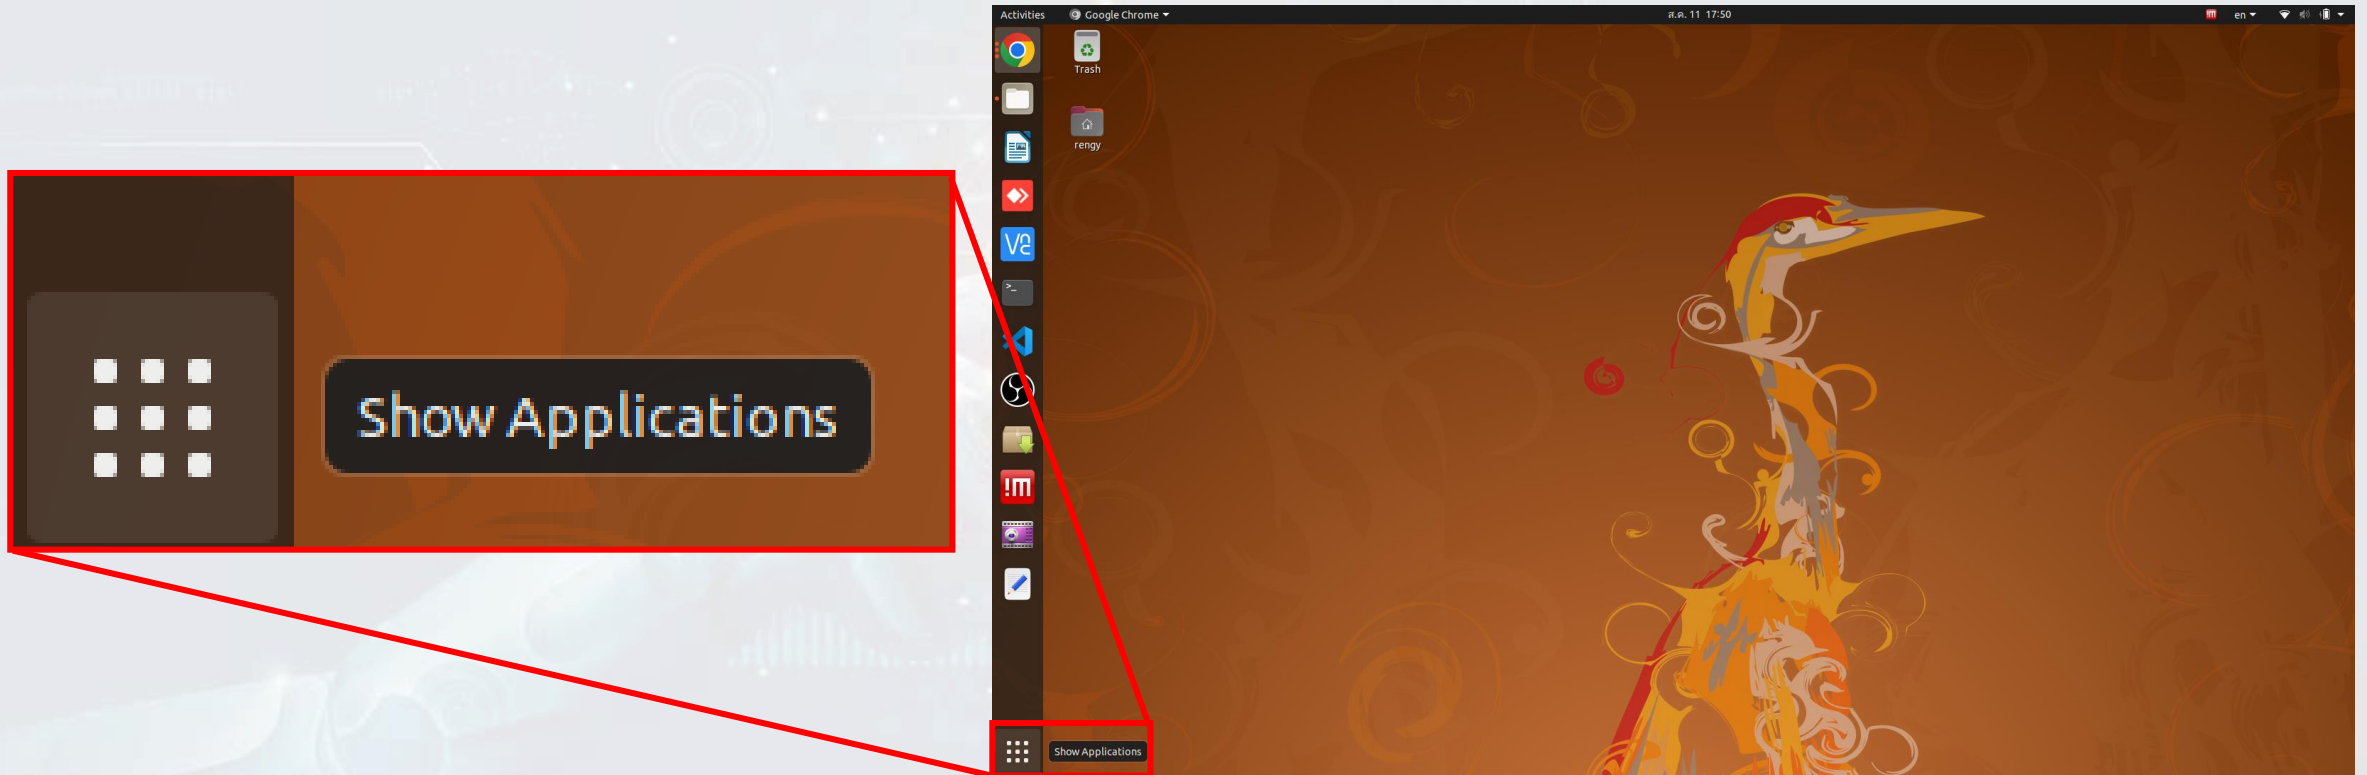 Activities
Google Chrome
ส.ค. 11 17:50
en
Trash
rengy
Show Applications
Show Applications